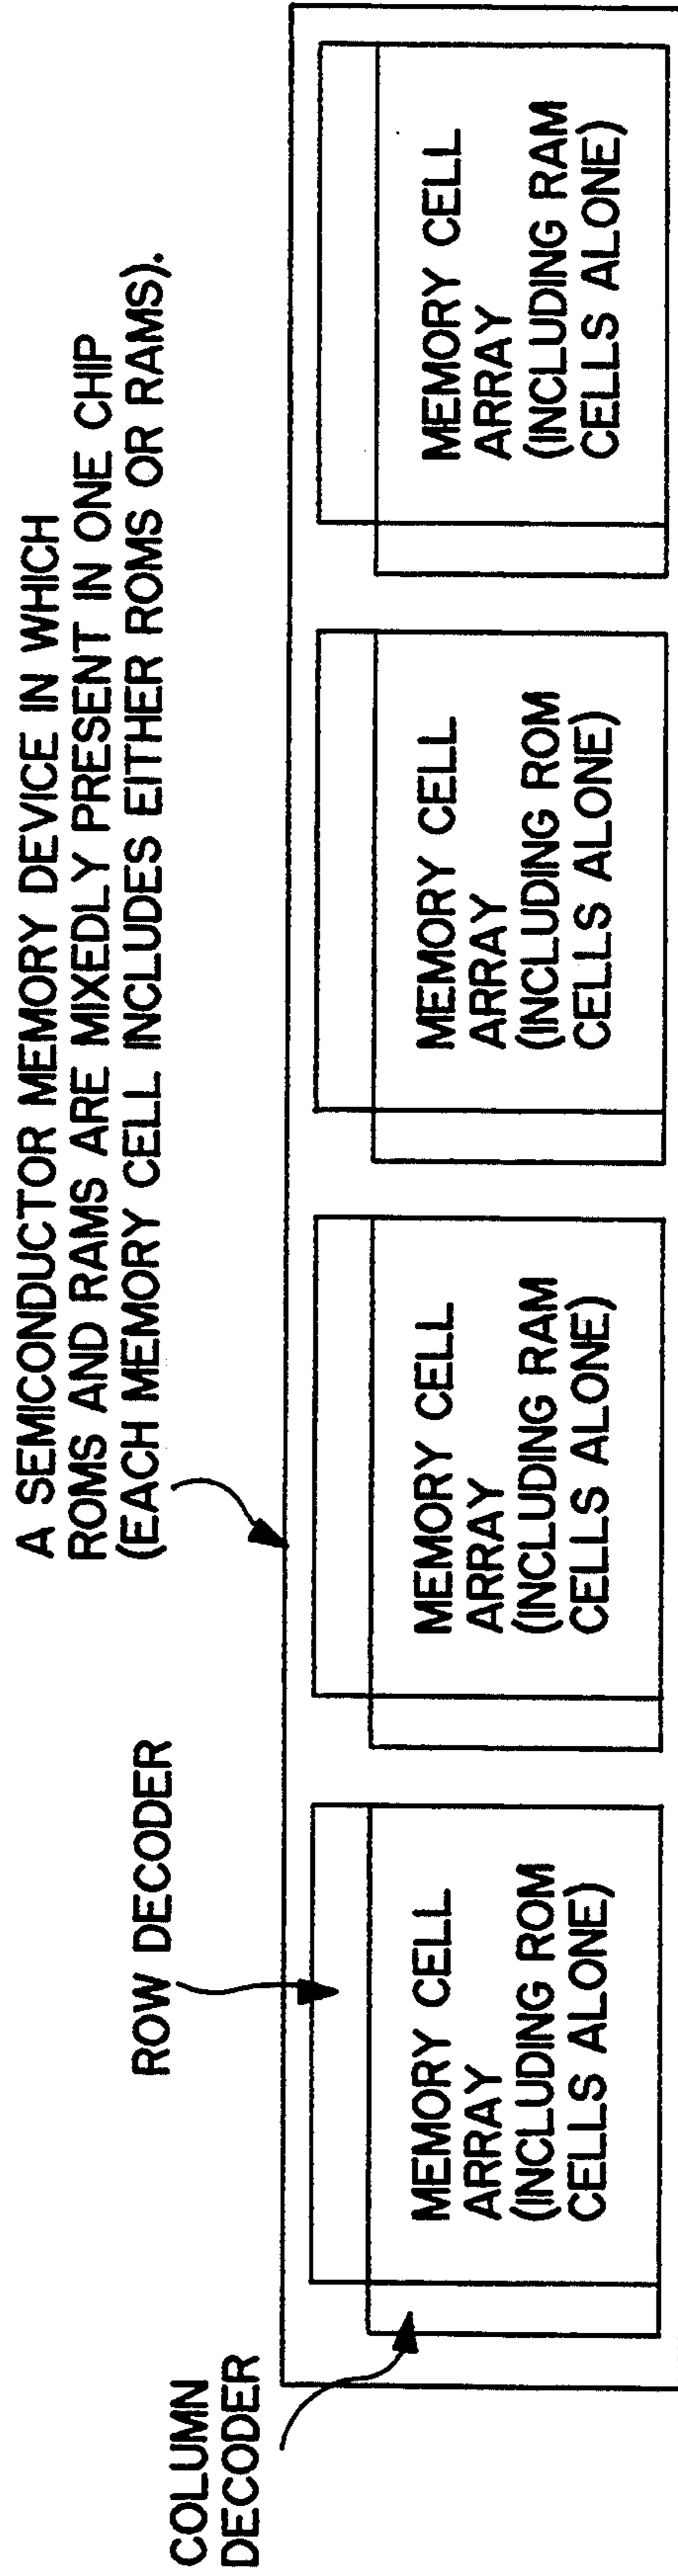 A SEMICONDUCTOR MEMORY DEVICE IN WHICH
ROMS AND RAMS ARE MIXEDLY PRESENT IN ONE CHIP
(EACH MEMORY CELL INCLUDES EITHER ROMS OR RAMS).
ROW DECODER
COLUMN
DECODER
MEMORY CELL
ARRAY
(INCLUDING ROM
CELLS ALONE)
MEMORY CELL
ARRAY
(INCLUDING RAM
CELLS ALONE)
MEMORY CELL
ARRAY
(INCLUDING ROM
CELLS ALONE)
MEMORY CELL
ARRAY
(INCLUDING RAM
CELLS ALONE)